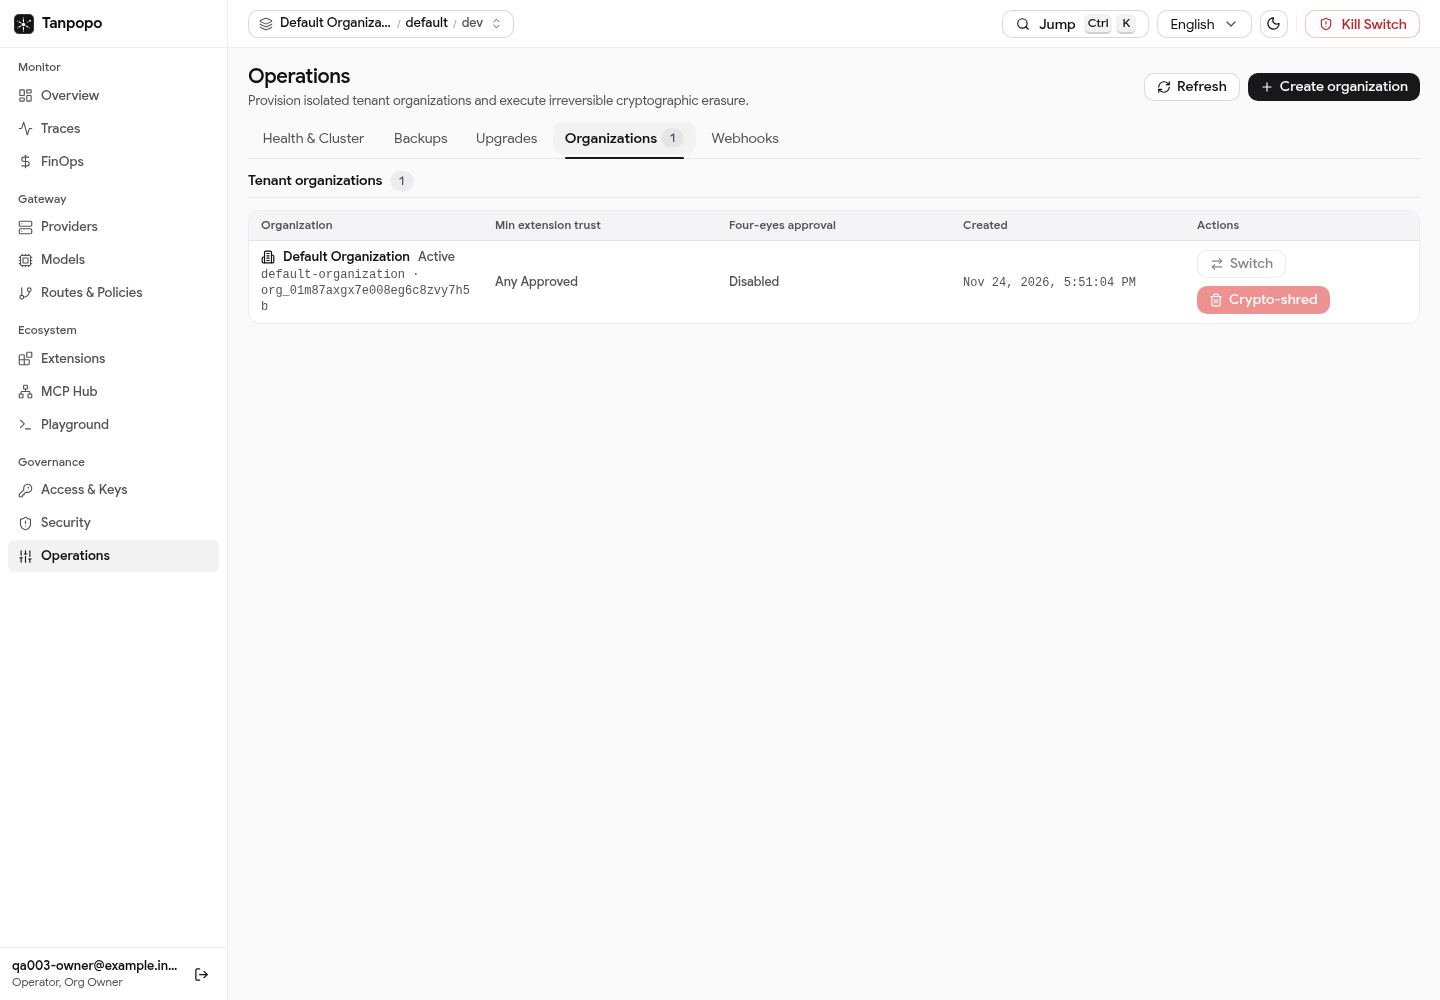 Tanpopo
Default Organiza... / default / dev
Jump Ctrl K
English
Kill Switch
Monitor
Overview
Traces
FinOps
Gateway
Providers
Models
Routes & Policies
Ecosystem
Extensions
MCP Hub
Playground
Governance
Access & Keys
Security
Operations
qa003-owner@example.in...
Operator, Org Owner
Operations
Provision isolated tenant organizations and execute irreversible cryptographic erasure.
Refresh
Create organization
Health & Cluster
Backups
Upgrades
Organizations 1
Webhooks
Tenant organizations 1
Organization Min extension trust Four-eyes approval Created Actions
Default Organization Active
default-organization ·
org_01m87axgx7e008eg6c8zvy7h5
b
Any Approved
Disabled
Nov 24, 2026, 5:51:04 PM
Switch
Crypto-shred